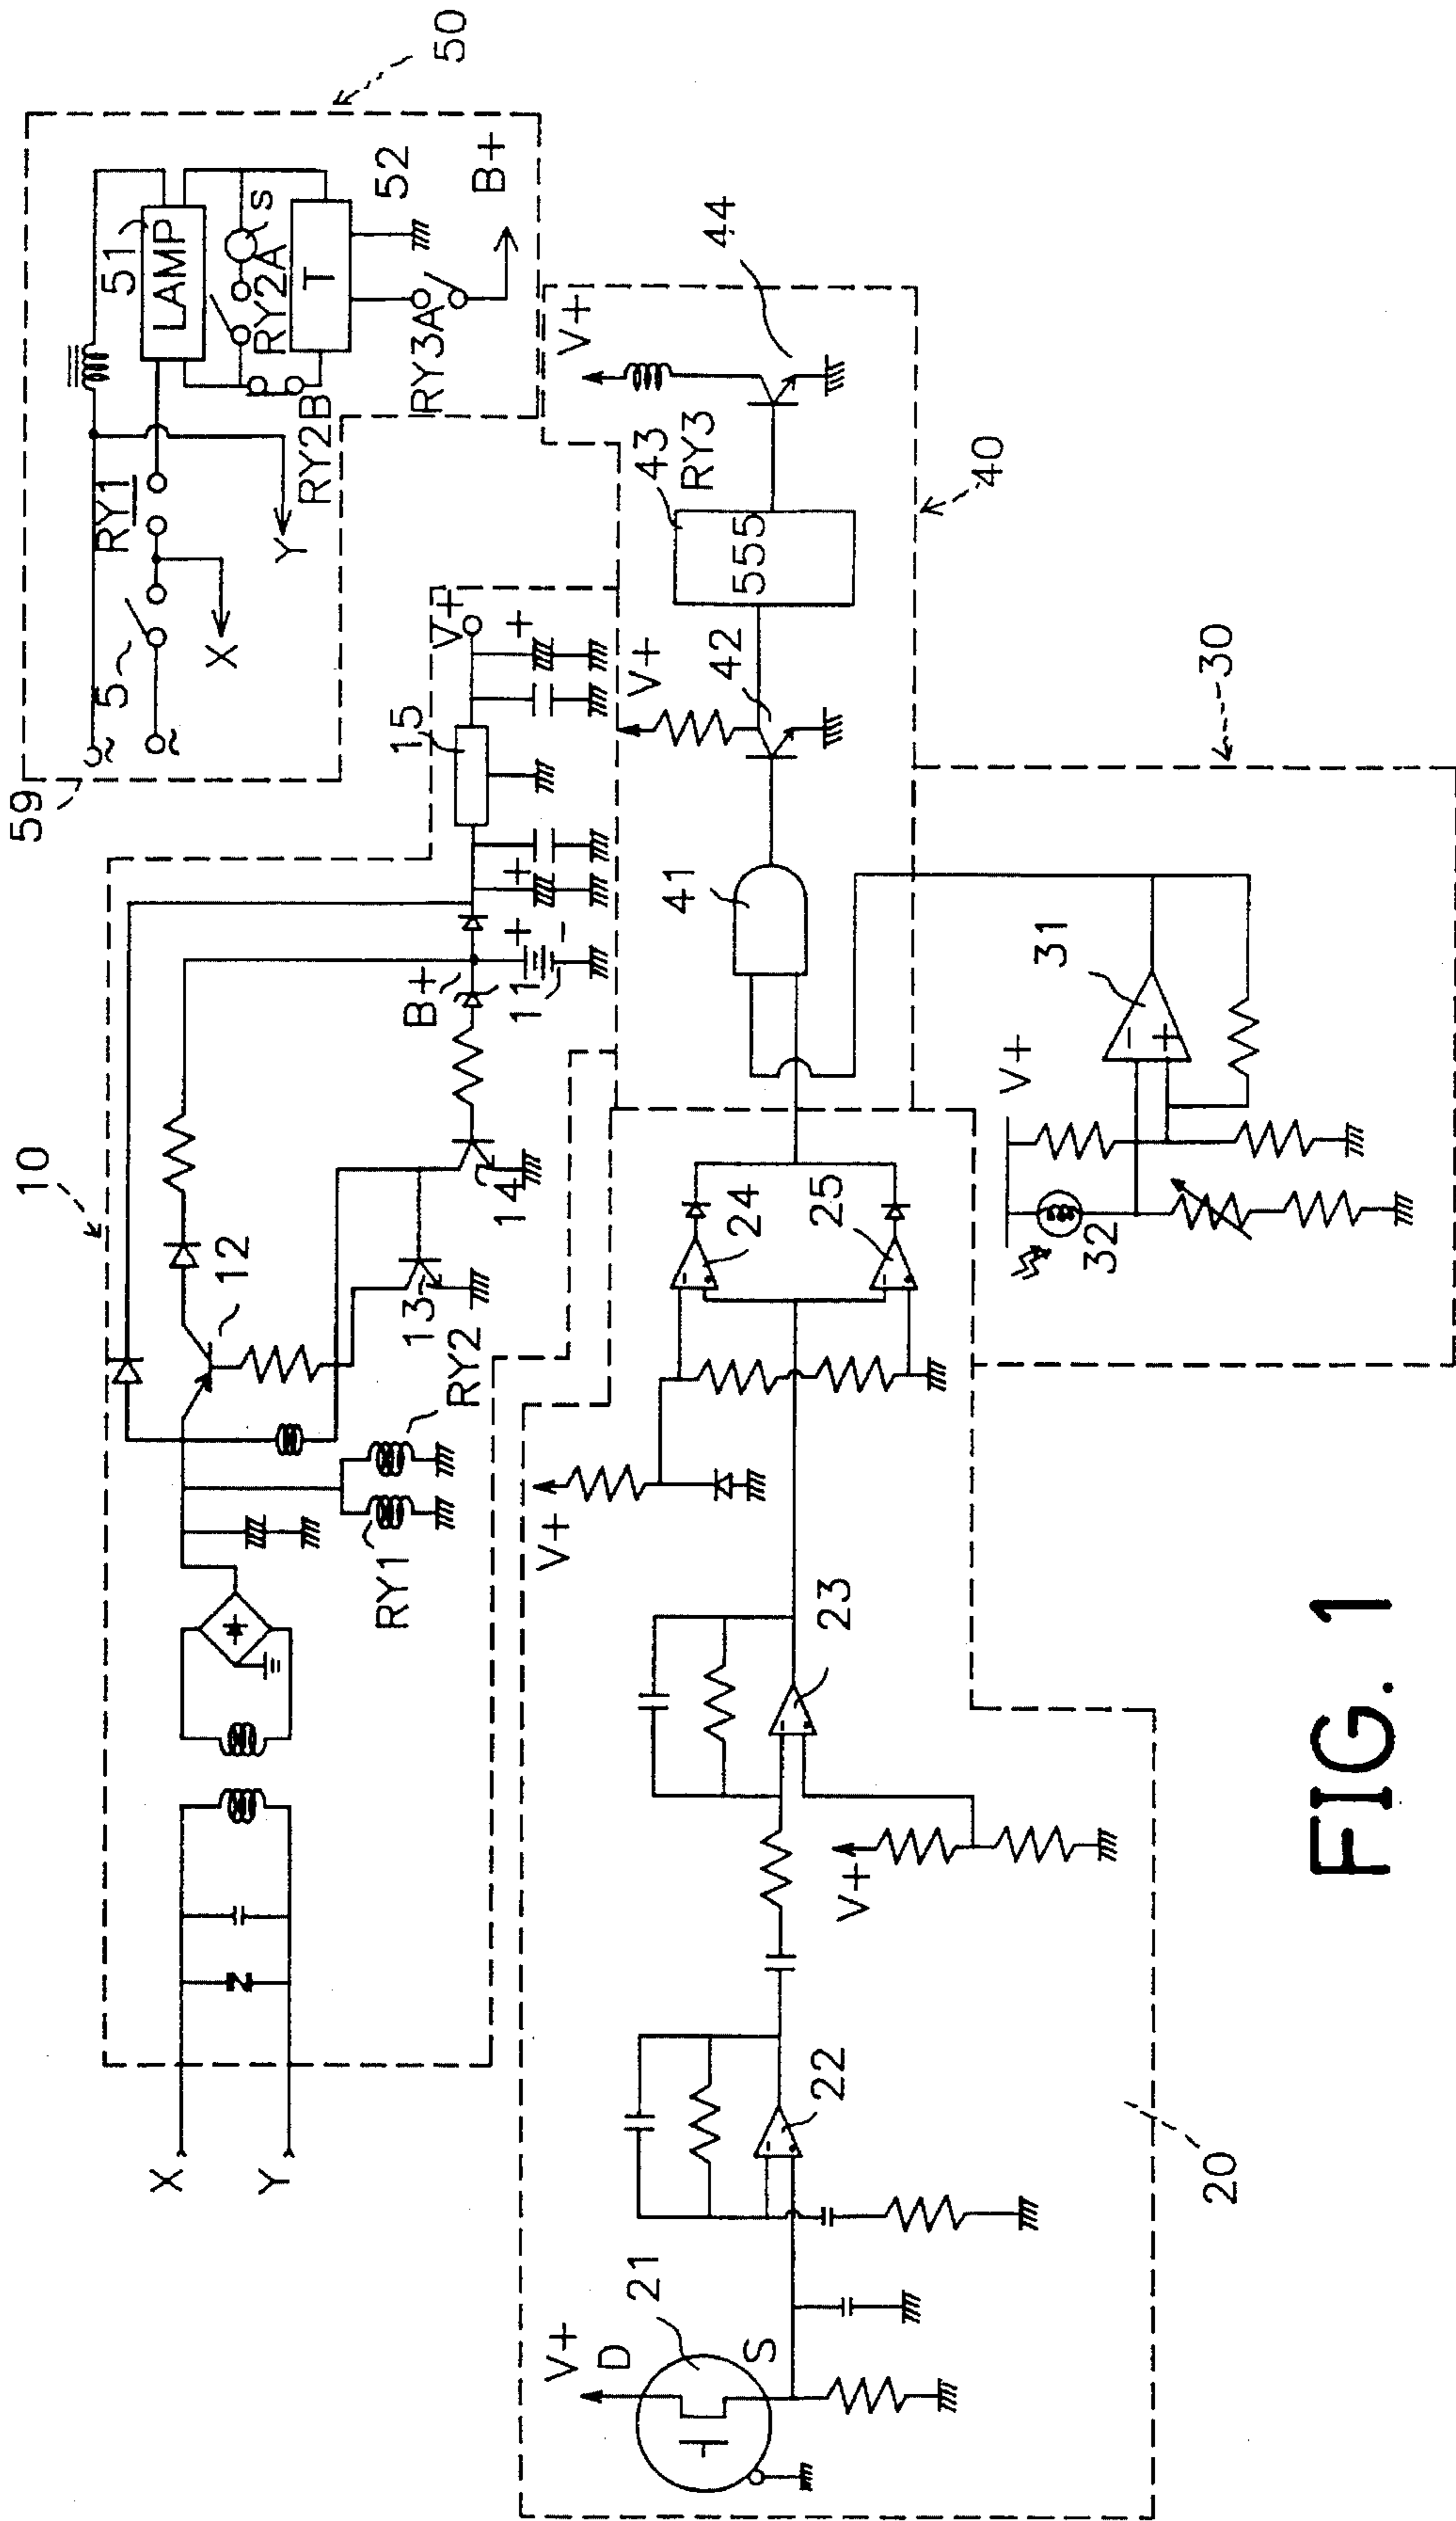 59
50
51
LAMP
S
RY2A
T
52
RY3A
B+
RY1
RY2B
5
X
Y
~
~
10
12
13
14
RY2
RY1
B+
11
+
-
+
15
V+
+
X
Y
Z
40
V+
44
43
RY3
555
V+
42
41
30
31
-
+
V+
32
20
24
25
V+
23
V+
22
21
V+
D
S
FIG. 1